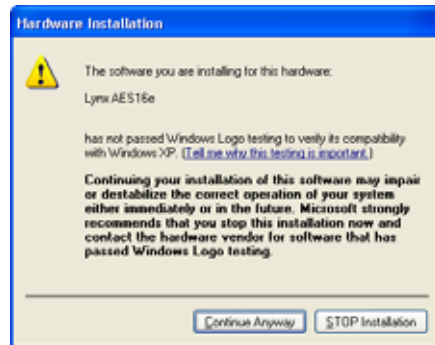 Hardware Installation
The software you are installing for this hardware:
Lynx AES16e
has not passed Windows Logo testing to verify its compatibility
with Windows XP. (Tell me why this testing is important.)
Continuing your installation of this software may impair
or destabilize the correct operation of your system
either immediately or in the future. Microsoft strongly
recommends that you stop this installation now and
contact the hardware vendor for software that has
passed Windows Logo testing.
Continue Anyway
STOP Installation